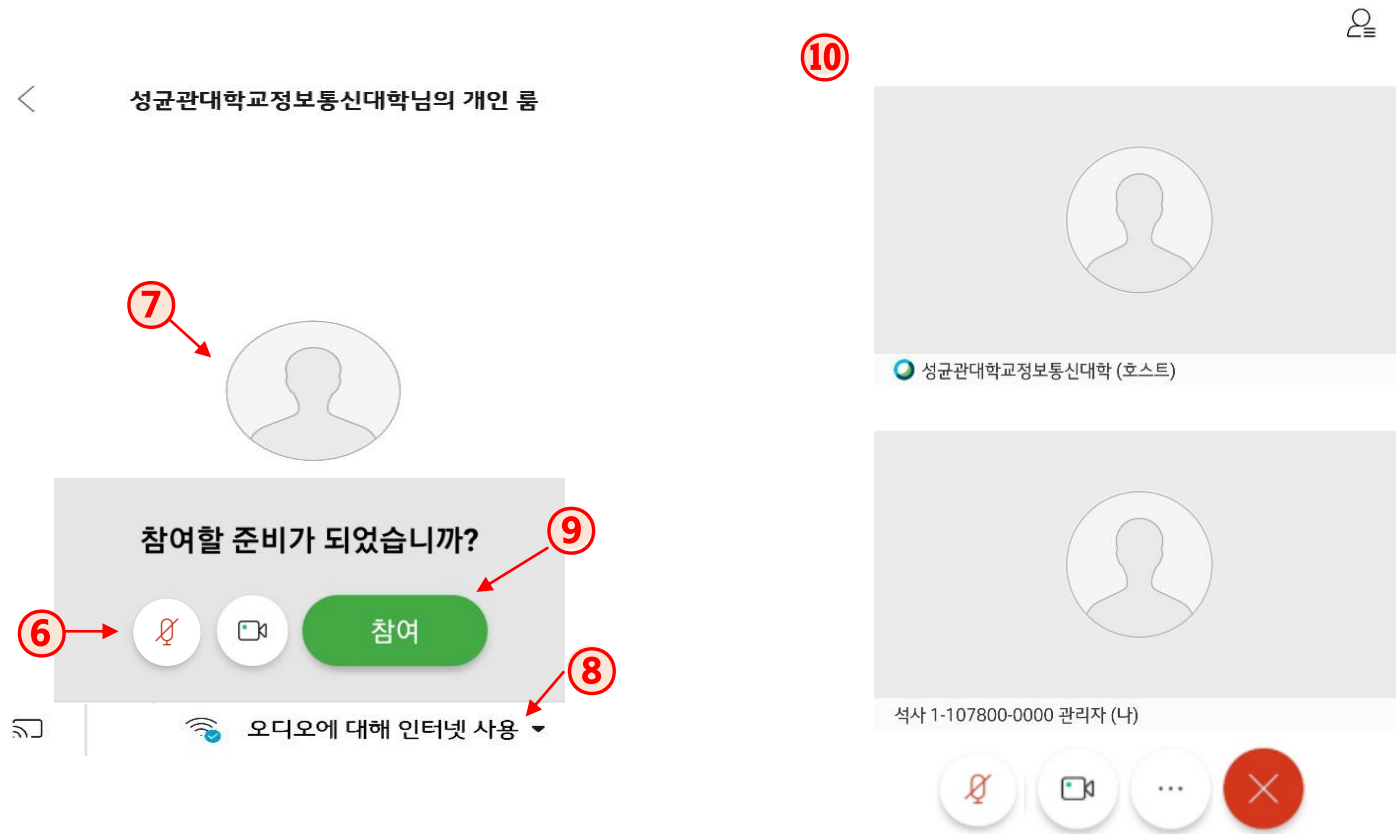 성균관대학교정보통신대학님의 개인 룸
⑦
참여할 준비가 되었습니까?
⑨
⑥
참여
⑧
오디오에 대해 인터넷 사용
⑩
성균관대학교정보통신대학 (호스트)
석사 1-107800-0000 관리자 (나)